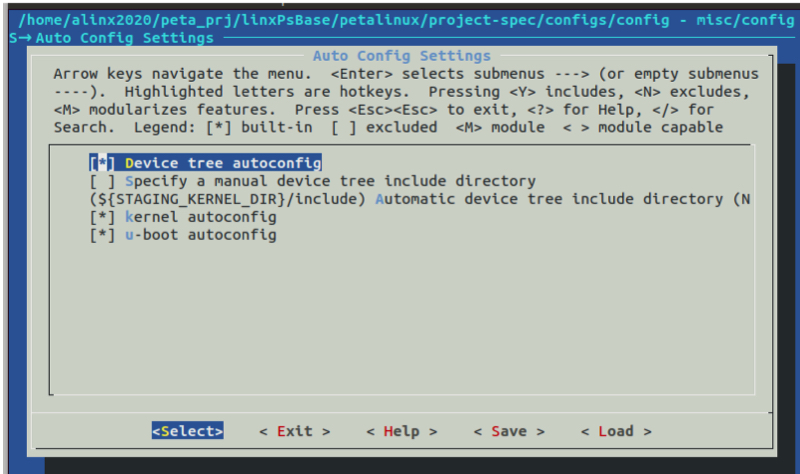 /home/alinx2020/peta_prj/linxPsBase/petalinux/project-spec/configs/config - misc/config
S→Auto Config Settings
Auto Config Settings
Arrow keys navigate the menu.  <Enter> selects submenus ---> (or empty submenus
----).  Highlighted letters are hotkeys.  Pressing <Y> includes, <N> excludes,
<M> modularizes features.  Press <Esc><Esc> to exit, <?> for Help, </> for
Search.  Legend: [*] built-in  [ ] excluded  <M> module  < > module capable
[*] Device tree autoconfig
[ ] Specify a manual device tree include directory
(${STAGING_KERNEL_DIR}/include) Automatic device tree include directory (N
[*] kernel autoconfig
[*] u-boot autoconfig
<Select>    < Exit >    < Help >    < Save >    < Load >